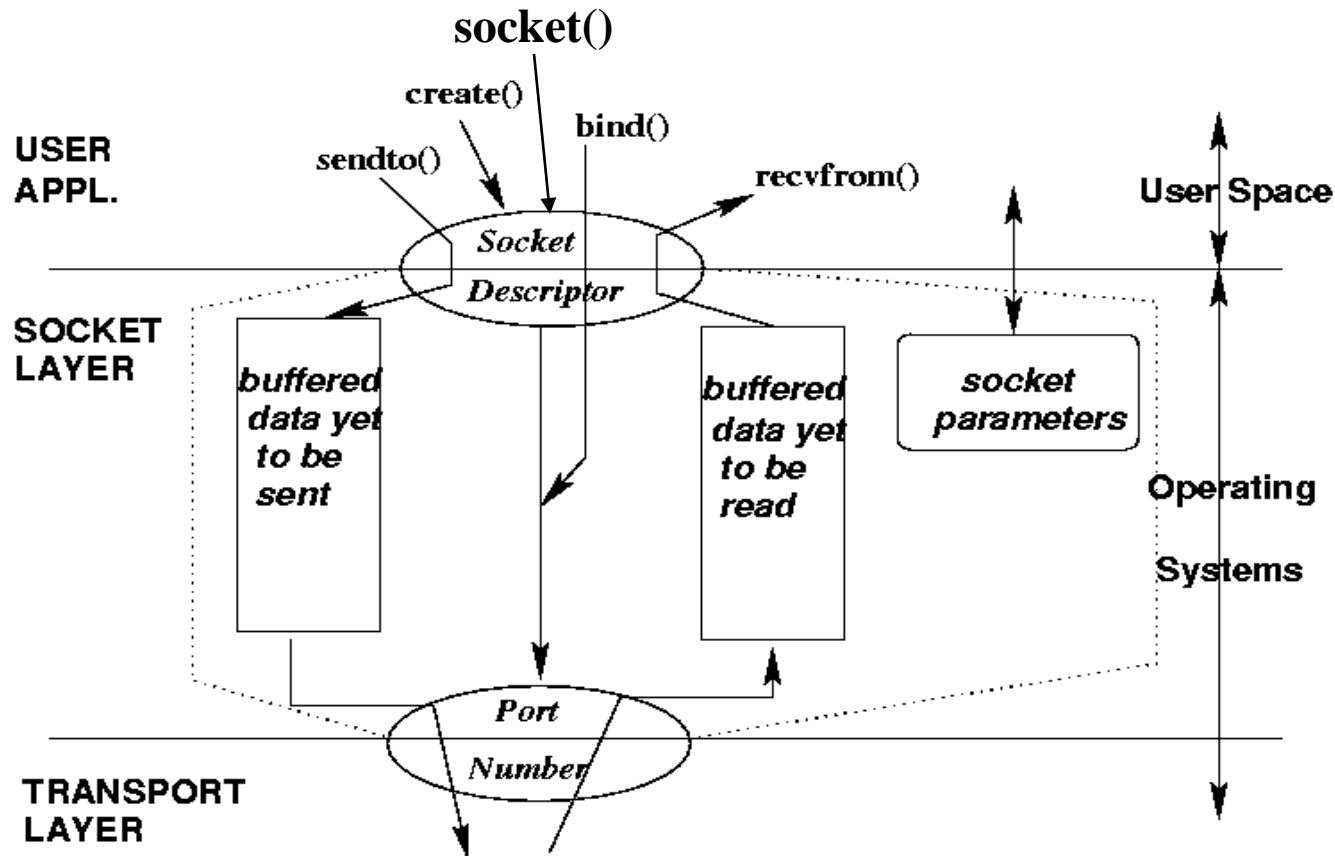 socket()
create()
bind()
sendto()
recvfrom()
USER
APPL.
User Space
Socket
Descriptor
SOCKET
LAYER
buffered
data yet
to be
sent
buffered
data yet
to be
read
socket
parameters
Operating
Systems
Port
Number
TRANSPORT
LAYER